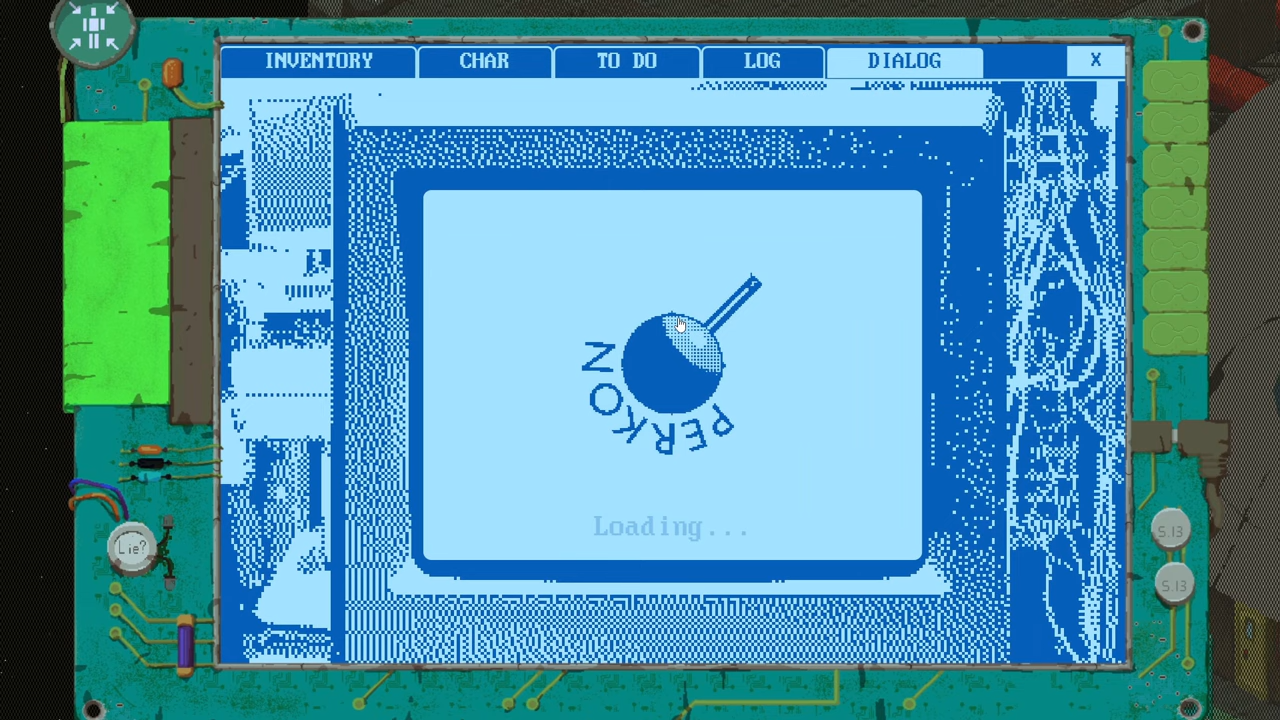 INVENTORY CHAR TO DO LOG DIALOG X
PERKON
Loading...
Lie?
S.13
S.13